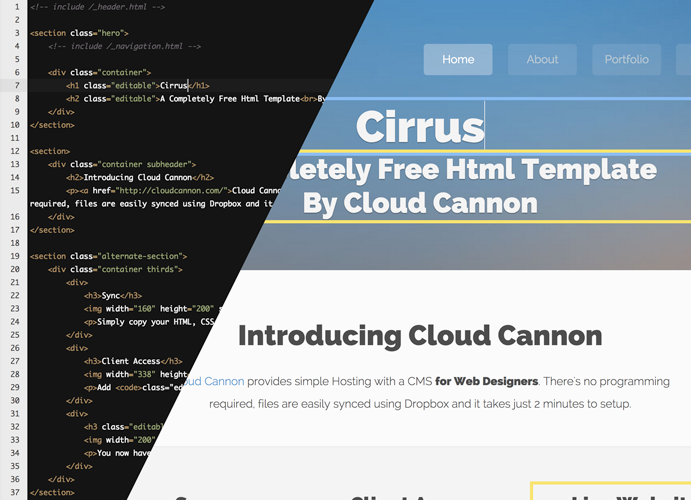 1 <!-- include /_header.html -->
2
3 <section class="hero">
4 <!-- include /_navigation.html -->
5
6 <div class="container">
7 <h1 class="editable">Cirrus</h1>
8 <h2 class="editable">A Completely Free Html Template<br>By
9 </div>
10 </section>
11
12 <section>
13 <div class="container subheader">
14 <h2>Introducing Cloud Cannon</h2>
15 <p><a href="http://cloudcannon.com/">Cloud Cann
required, files are easily synced using Dropbox and it
16 </div>
17 </section>
18
19 <section class="alternate-section">
20 <div class="container thirds">
21 <div>
22 <h3>Sync</h3>
23 <img width="160" height="200"
24 <p>Simply copy your HTML, CSS
25 </div>
26 <div>
27 <h3>Client Access</h3>
28 <img width="338" height
29 <p>Add <code>class="ed
30 </div>
31 <div>
32 <h3 class="editabl
33 <img width="200"
34 <p>You now have
35 </div>
36 </div>
37 </section>
Home About Portfolio
Cirrus
letely Free Html Template
By Cloud Cannon
Introducing Cloud Cannon
oud Cannon provides simple Hosting with a CMS for Web Designers. There's no programming
required, files are easily synced using Dropbox and it takes just 2 minutes to setup.